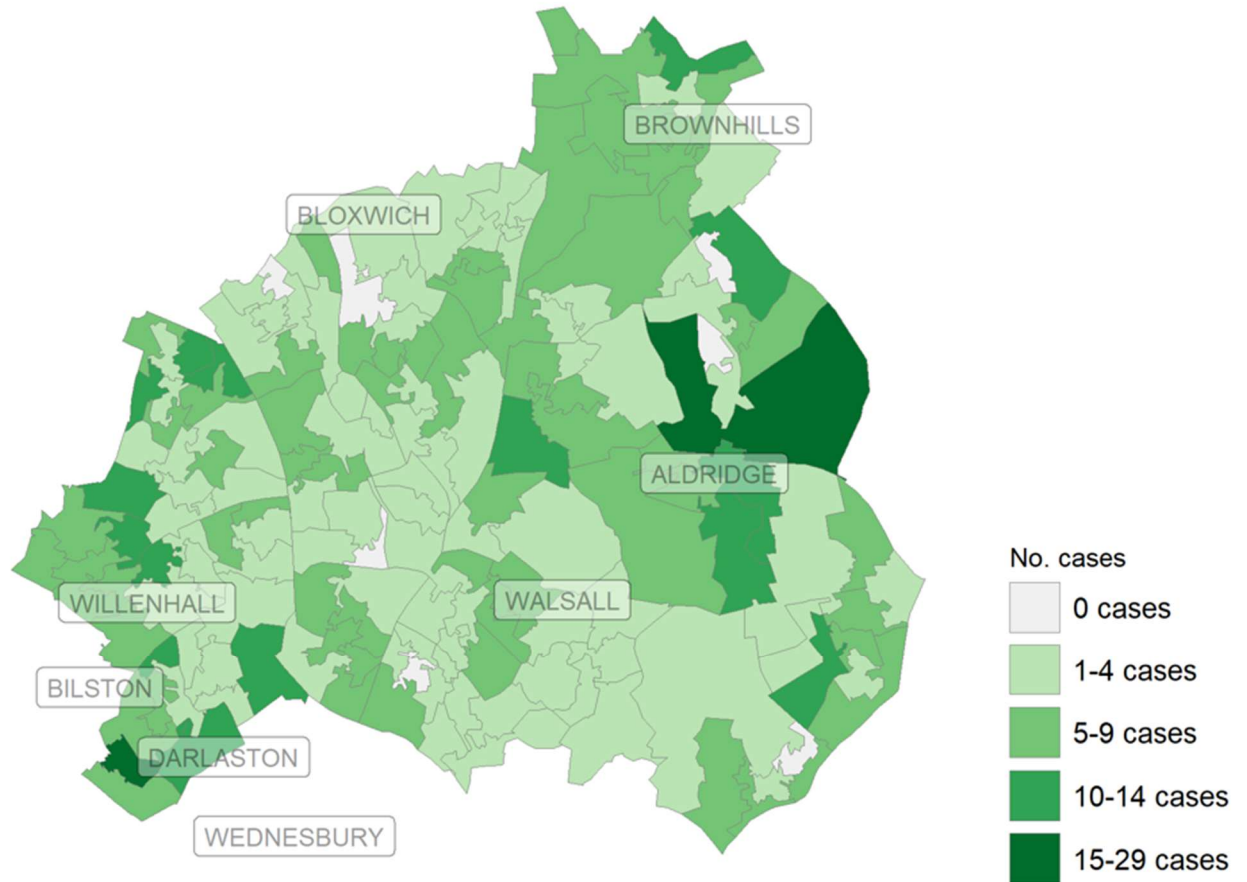 BROWNHILLS
BLOXWICH
ALDRIDGE
WILLENHALL
WALSALL
BILSTON
DARLASTON
WEDNESBURY
No. cases
0 cases
1-4 cases
5-9 cases
10-14 cases
15-29 cases